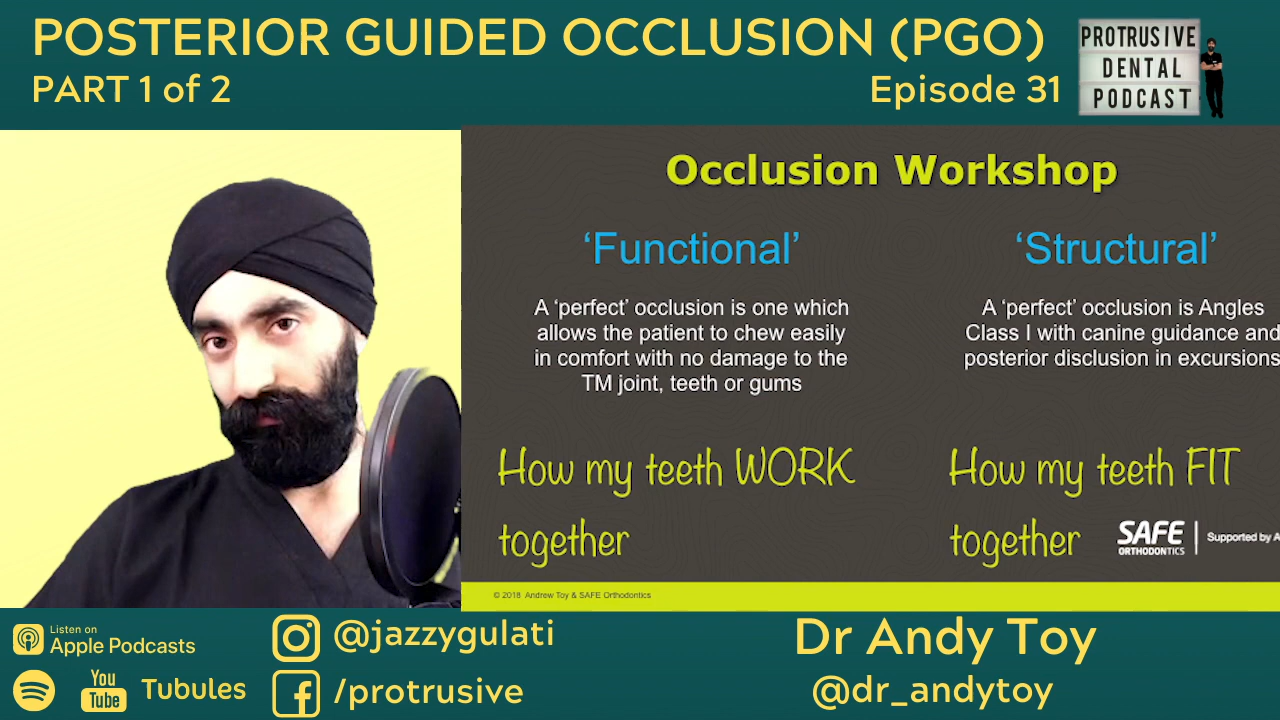 POSTERIOR GUIDED OCCLUSION (PGO)
PART 1 of 2
Episode 31
PROTRUSIVE
DENTAL
PODCAST
Occlusion Workshop
‘Functional’
A ‘perfect’ occlusion is one which
allows the patient to chew easily
in comfort with no damage to the
TM joint, teeth or gums
How my teeth WORK
together
‘Structural’
A ‘perfect’ occlusion is Angles
Class I with canine guidance and
posterior disclusion in excursions
How my teeth FIT
together
SAFE
ORTHODONTICS
Supported by A
© 2018 Andrew Toy & SAFE Orthodontics
Listen on
Apple Podcasts
You
Tube
Tubules
@jazzygulati
/protrusive
Dr Andy Toy
@dr_andytoy